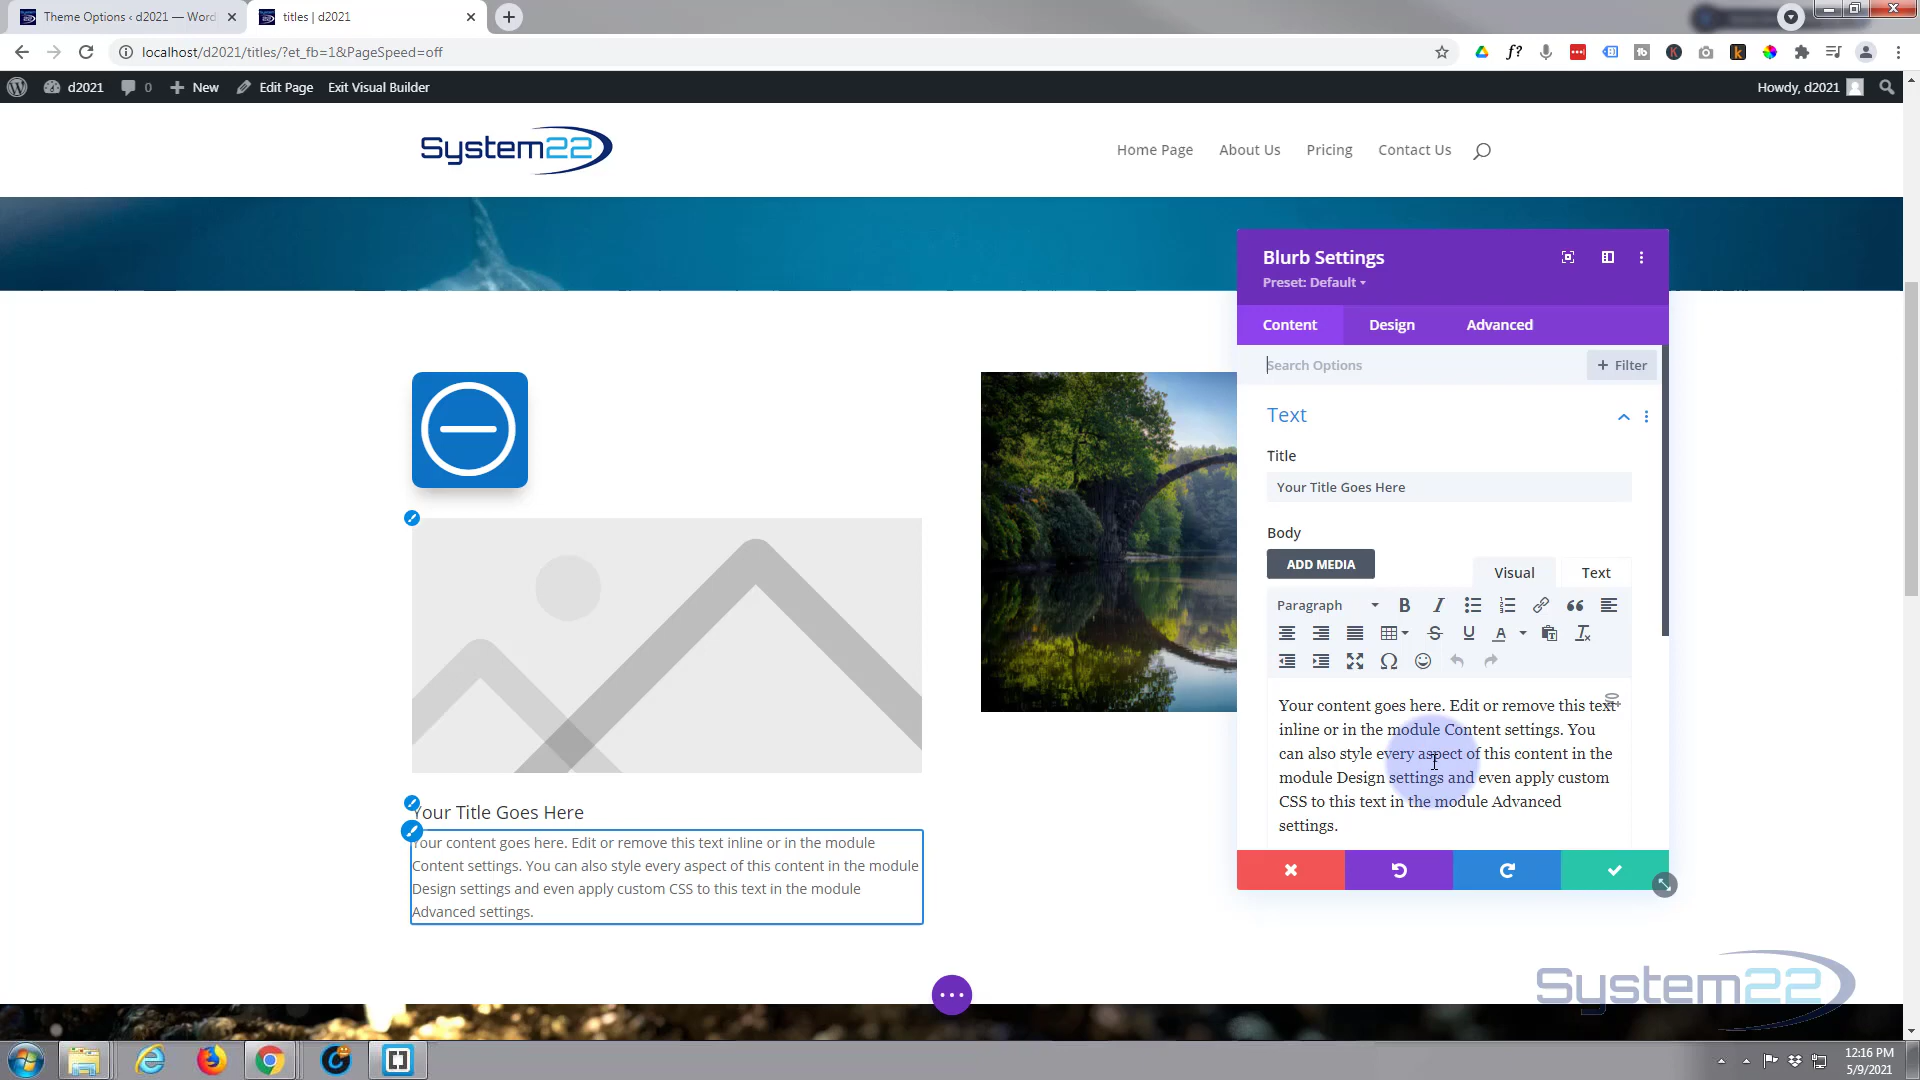 Theme Options ‹ d2021 — Word
titles | d2021
localhost/d2021/titles/?et_fb=1&PageSpeed=off
d2021
0
New
Edit Page
Exit Visual Builder
Howdy, d2021
System22
Home Page
About Us
Pricing
Contact Us
Blurb Settings
Preset: Default
Content
Design
Advanced
Search Options
+ Filter
Text
Title
Your Title Goes Here
Body
ADD MEDIA
Visual
Text
Paragraph
Your content goes here. Edit or remove this text
inline or in the module Content settings. You
can also style every aspect of this content in the
module Design settings and even apply custom
CSS to this text in the module Advanced
settings.
Your Title Goes Here
Your content goes here. Edit or remove this text inline or in the module
Content settings. You can also style every aspect of this content in the module
Design settings and even apply custom CSS to this text in the module
Advanced settings.
System22
12:16 PM
5/9/2021